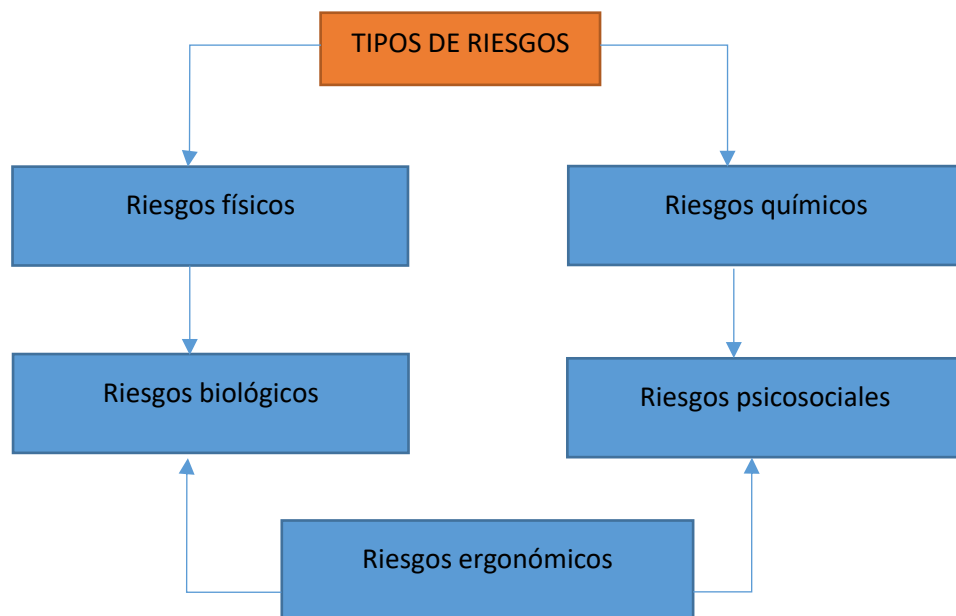 TIPOS DE RIESGOS
Riesgos físicos
Riesgos químicos
Riesgos biológicos
Riesgos psicosociales
Riesgos ergonómicos